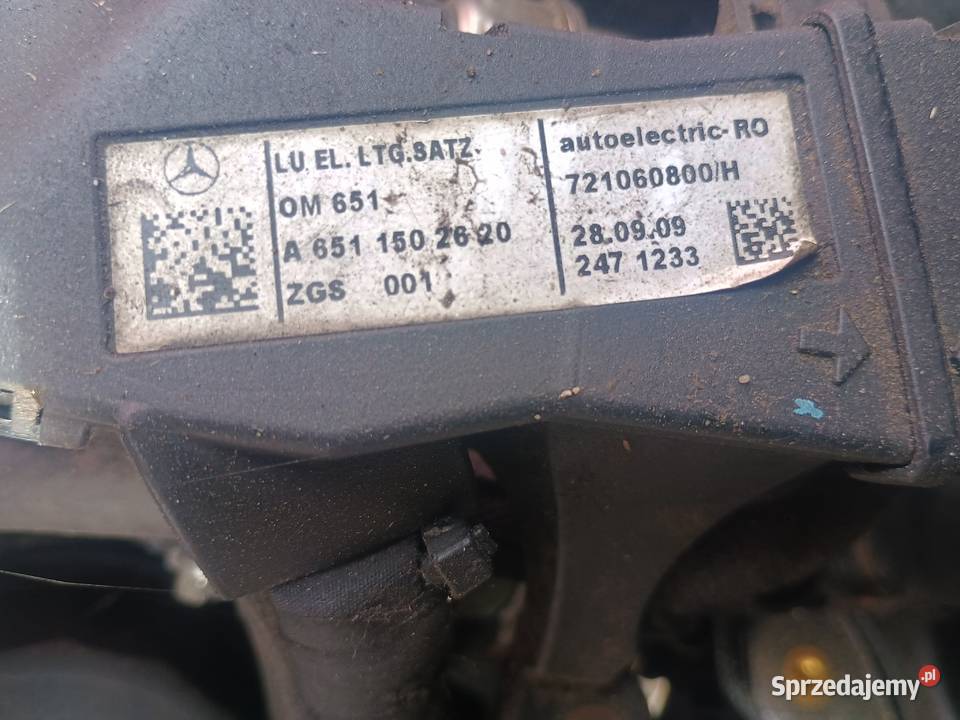 LU EL. LTG.SATZ
OM 651
A 651 150 26 20
ZGS 001
autoelectric-RO
721060800/H
28.09.09
247 1233
Sprzedajemy.pl